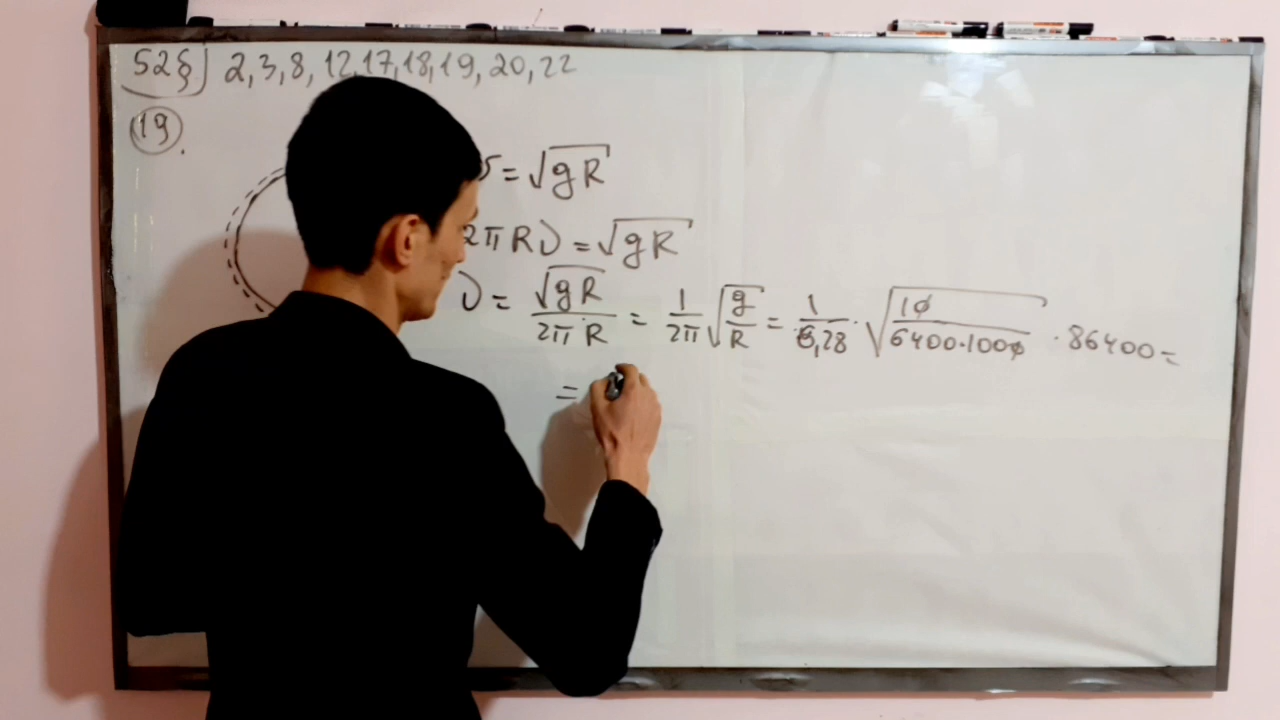 52§ 2, 3, 8, 12, 17, 18, 19, 20, 22
19.
= √gR
2πRν = √gR
ν = √gR / 2πR = 1/2π √g/R = 1/6,28 · √10/6400·1000 · 86400 =
=